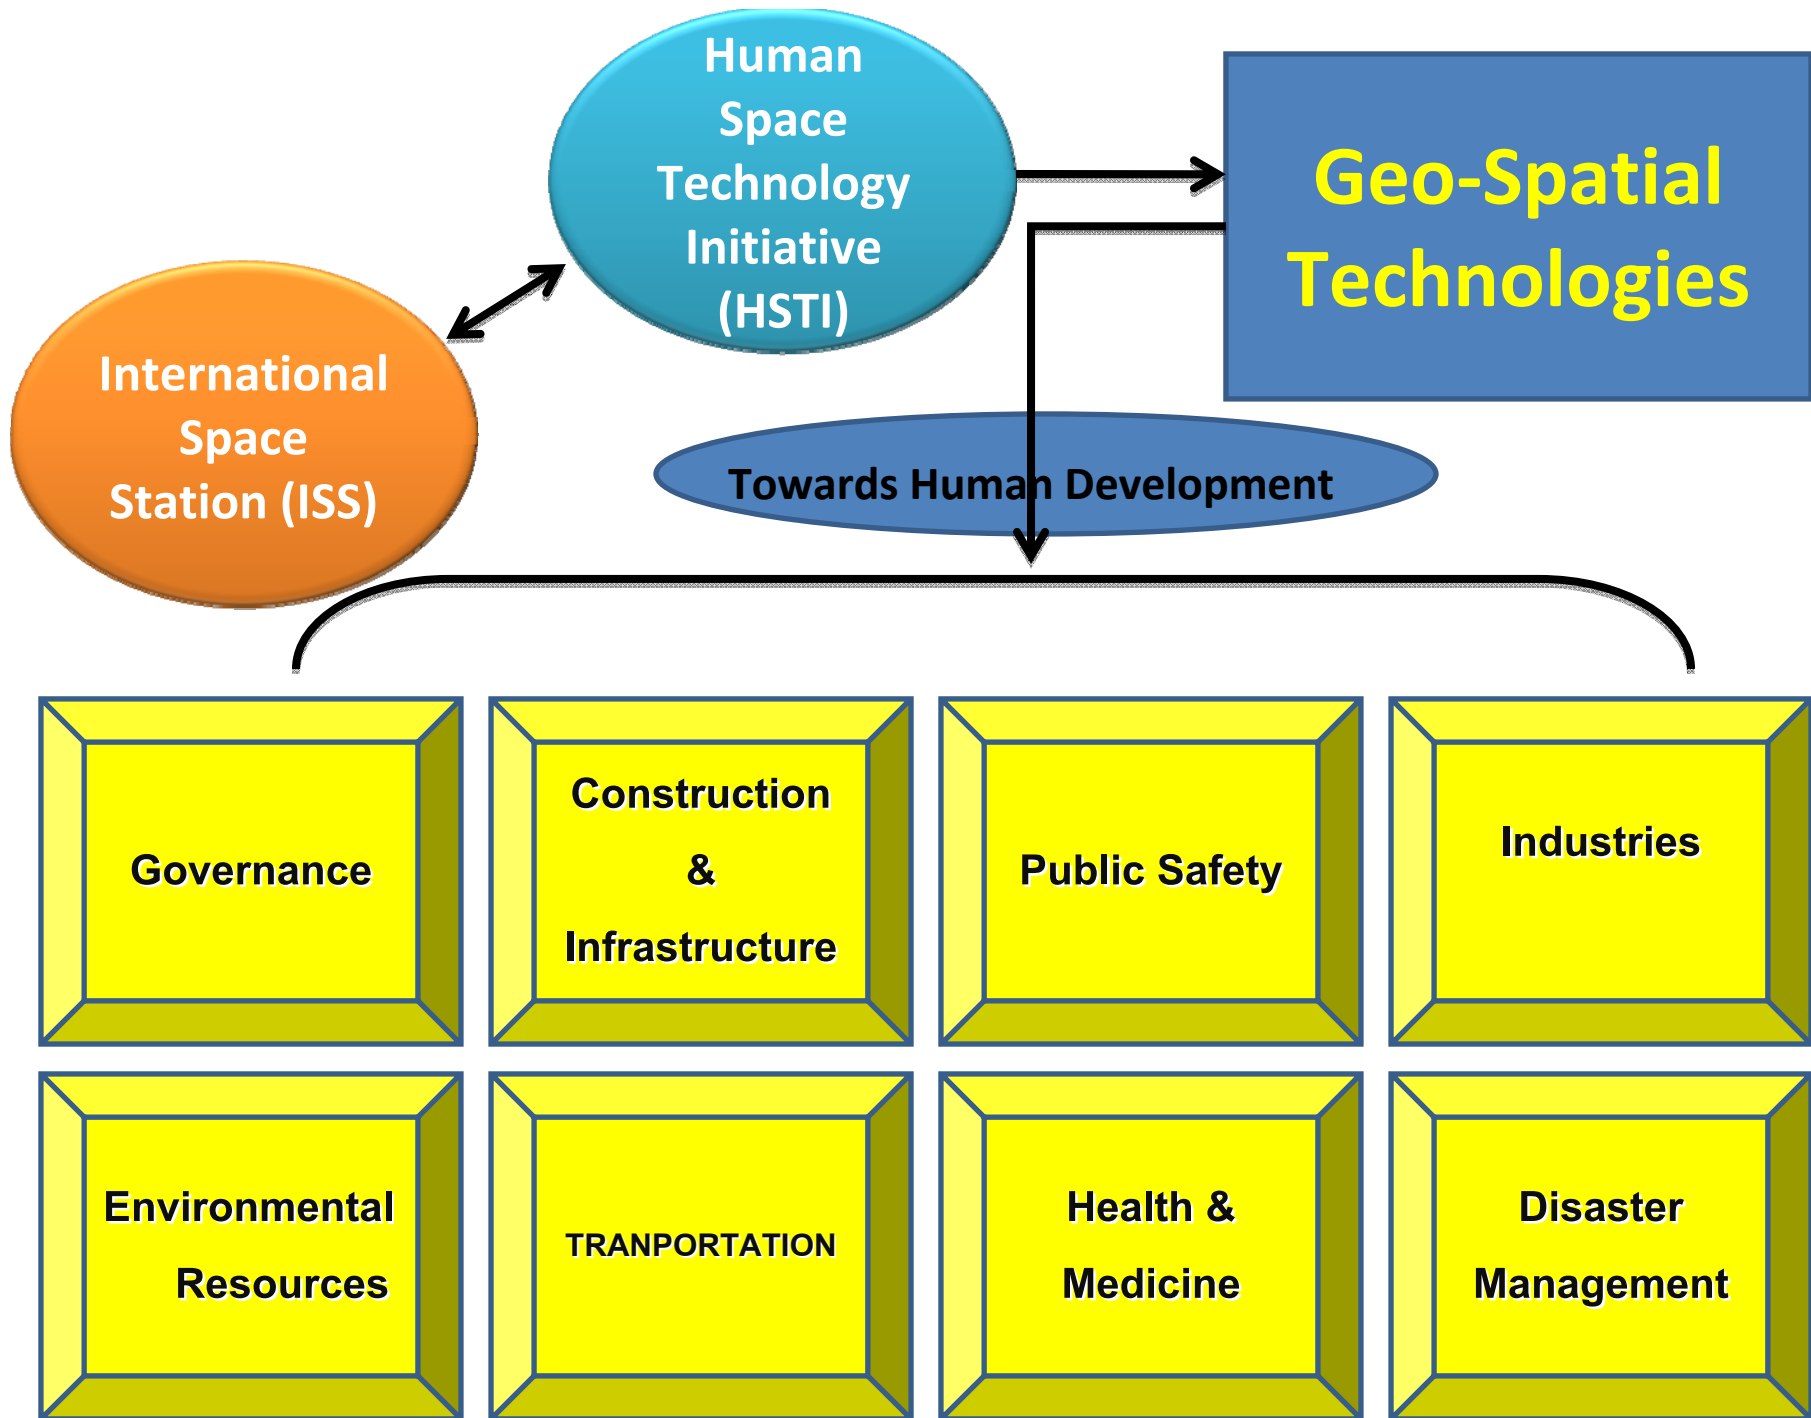 Human
Space
Technology
Initiative
(HSTI)
Geo-Spatial
Technologies
International
Space
Station (ISS)
Towards Human Development
Governance
Construction
&
Infrastructure
Public Safety
Industries
Environmental
Resources
TRANPORTATION
Health &
Medicine
Disaster
Management